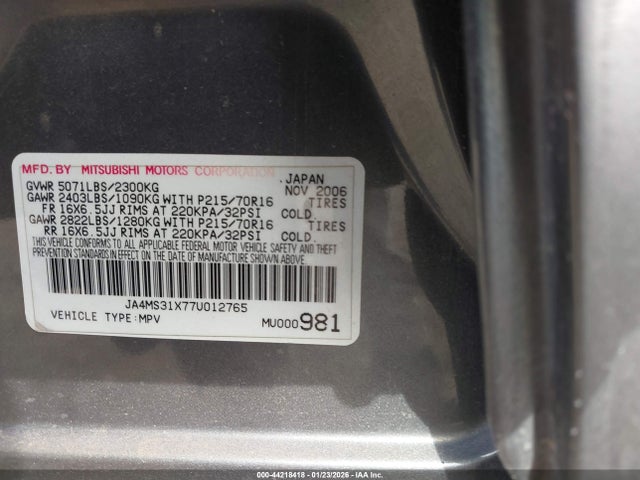 MFD. BY MITSUBISHI MOTORS CORPORATION JAPAN
GVWR 5071LBS/2300KG NOV 2006
GAWR 2403LBS/1090KG WITH P215/70R16 TIRES
FR 16X6.5JJ RIMS AT 220KPA/32PSI COLD.
GAWR 2822LBS/1280KG WITH P215/70R16 TIRES
RR 16X6.5JJ RIMS AT 220KPA/32PSI COLD.
THIS VEHICLE CONFORMS TO ALL APPLICABLE FEDERAL MOTOR VEHICLE SAFETY AND THEFT
PREVENTION STANDARDS IN EFFECT ON THE DATE OF MANUFACTURE SHOWN ABOVE.
JA4MS31X77U012765
VEHICLE TYPE:MPV MU000981
000-44218418 | 01/23/2026 | IAA Inc.